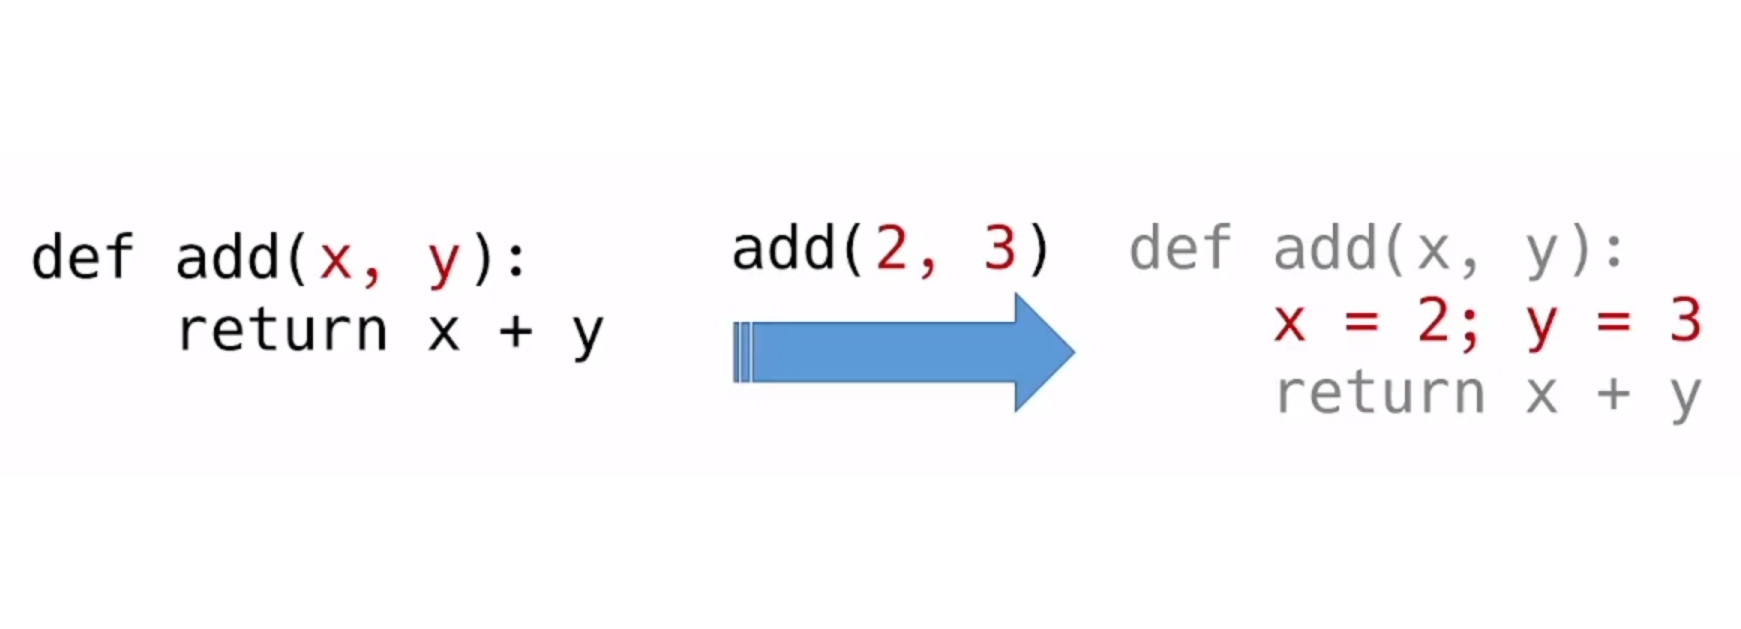 def add(x, y):
    return x + y
add(2, 3)
def add(x, y):
    x = 2; y = 3
    return x + y